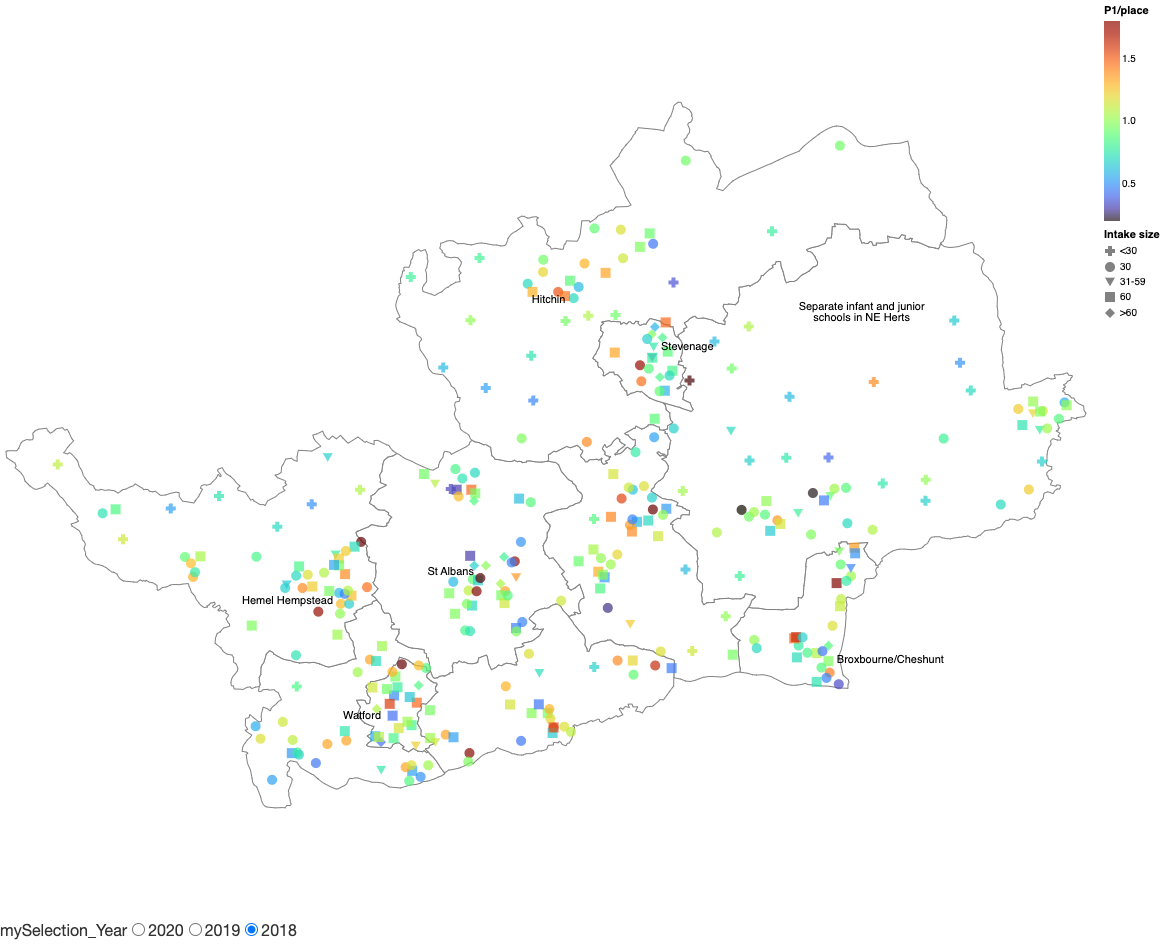 P1/place
1.5
1.0
0.5
Intake size
<30
30
31-59
60
>60
Hitchin
Separate infant and junior
schools in NE Herts
Stevenage
St Albans
Hemel Hempstead
Broxbourne/Cheshunt
Watford
mySelection_Year 2020 2019 2018